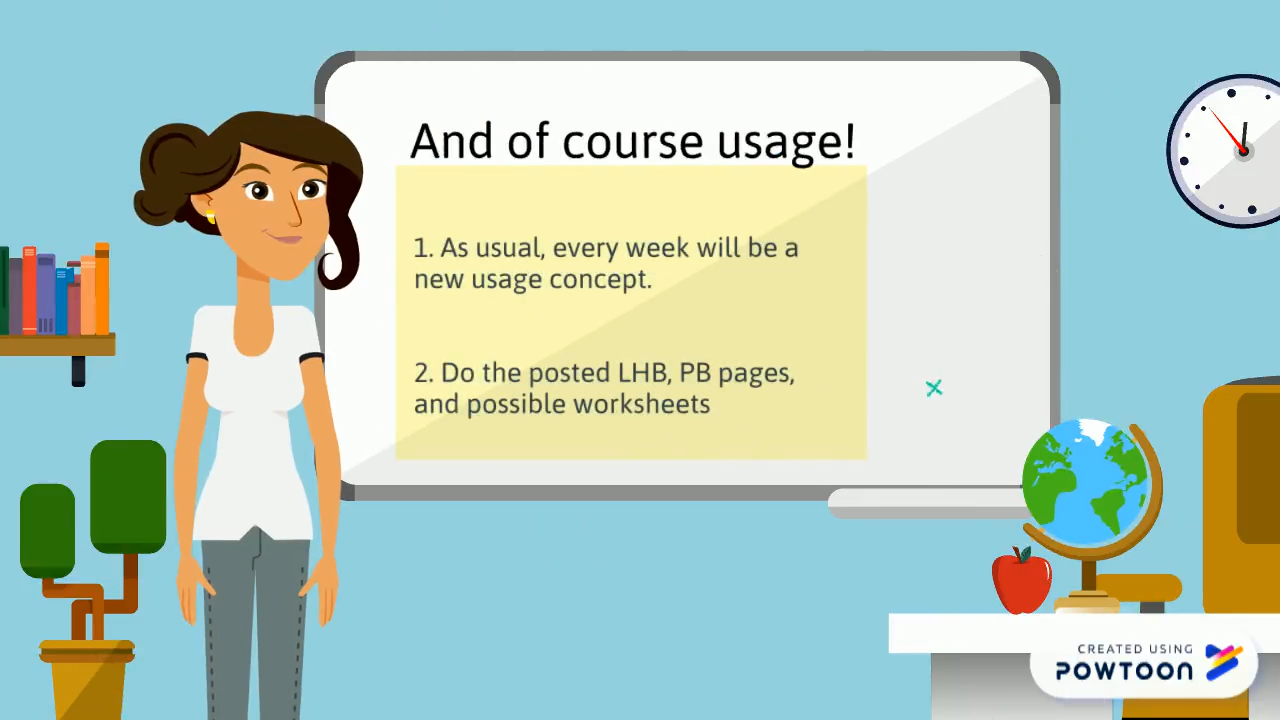 And of course usage!
1. As usual, every week will be a
new usage concept.
2. Do the posted LHB, PB pages,
and possible worksheets
CREATED USING
POWTOON